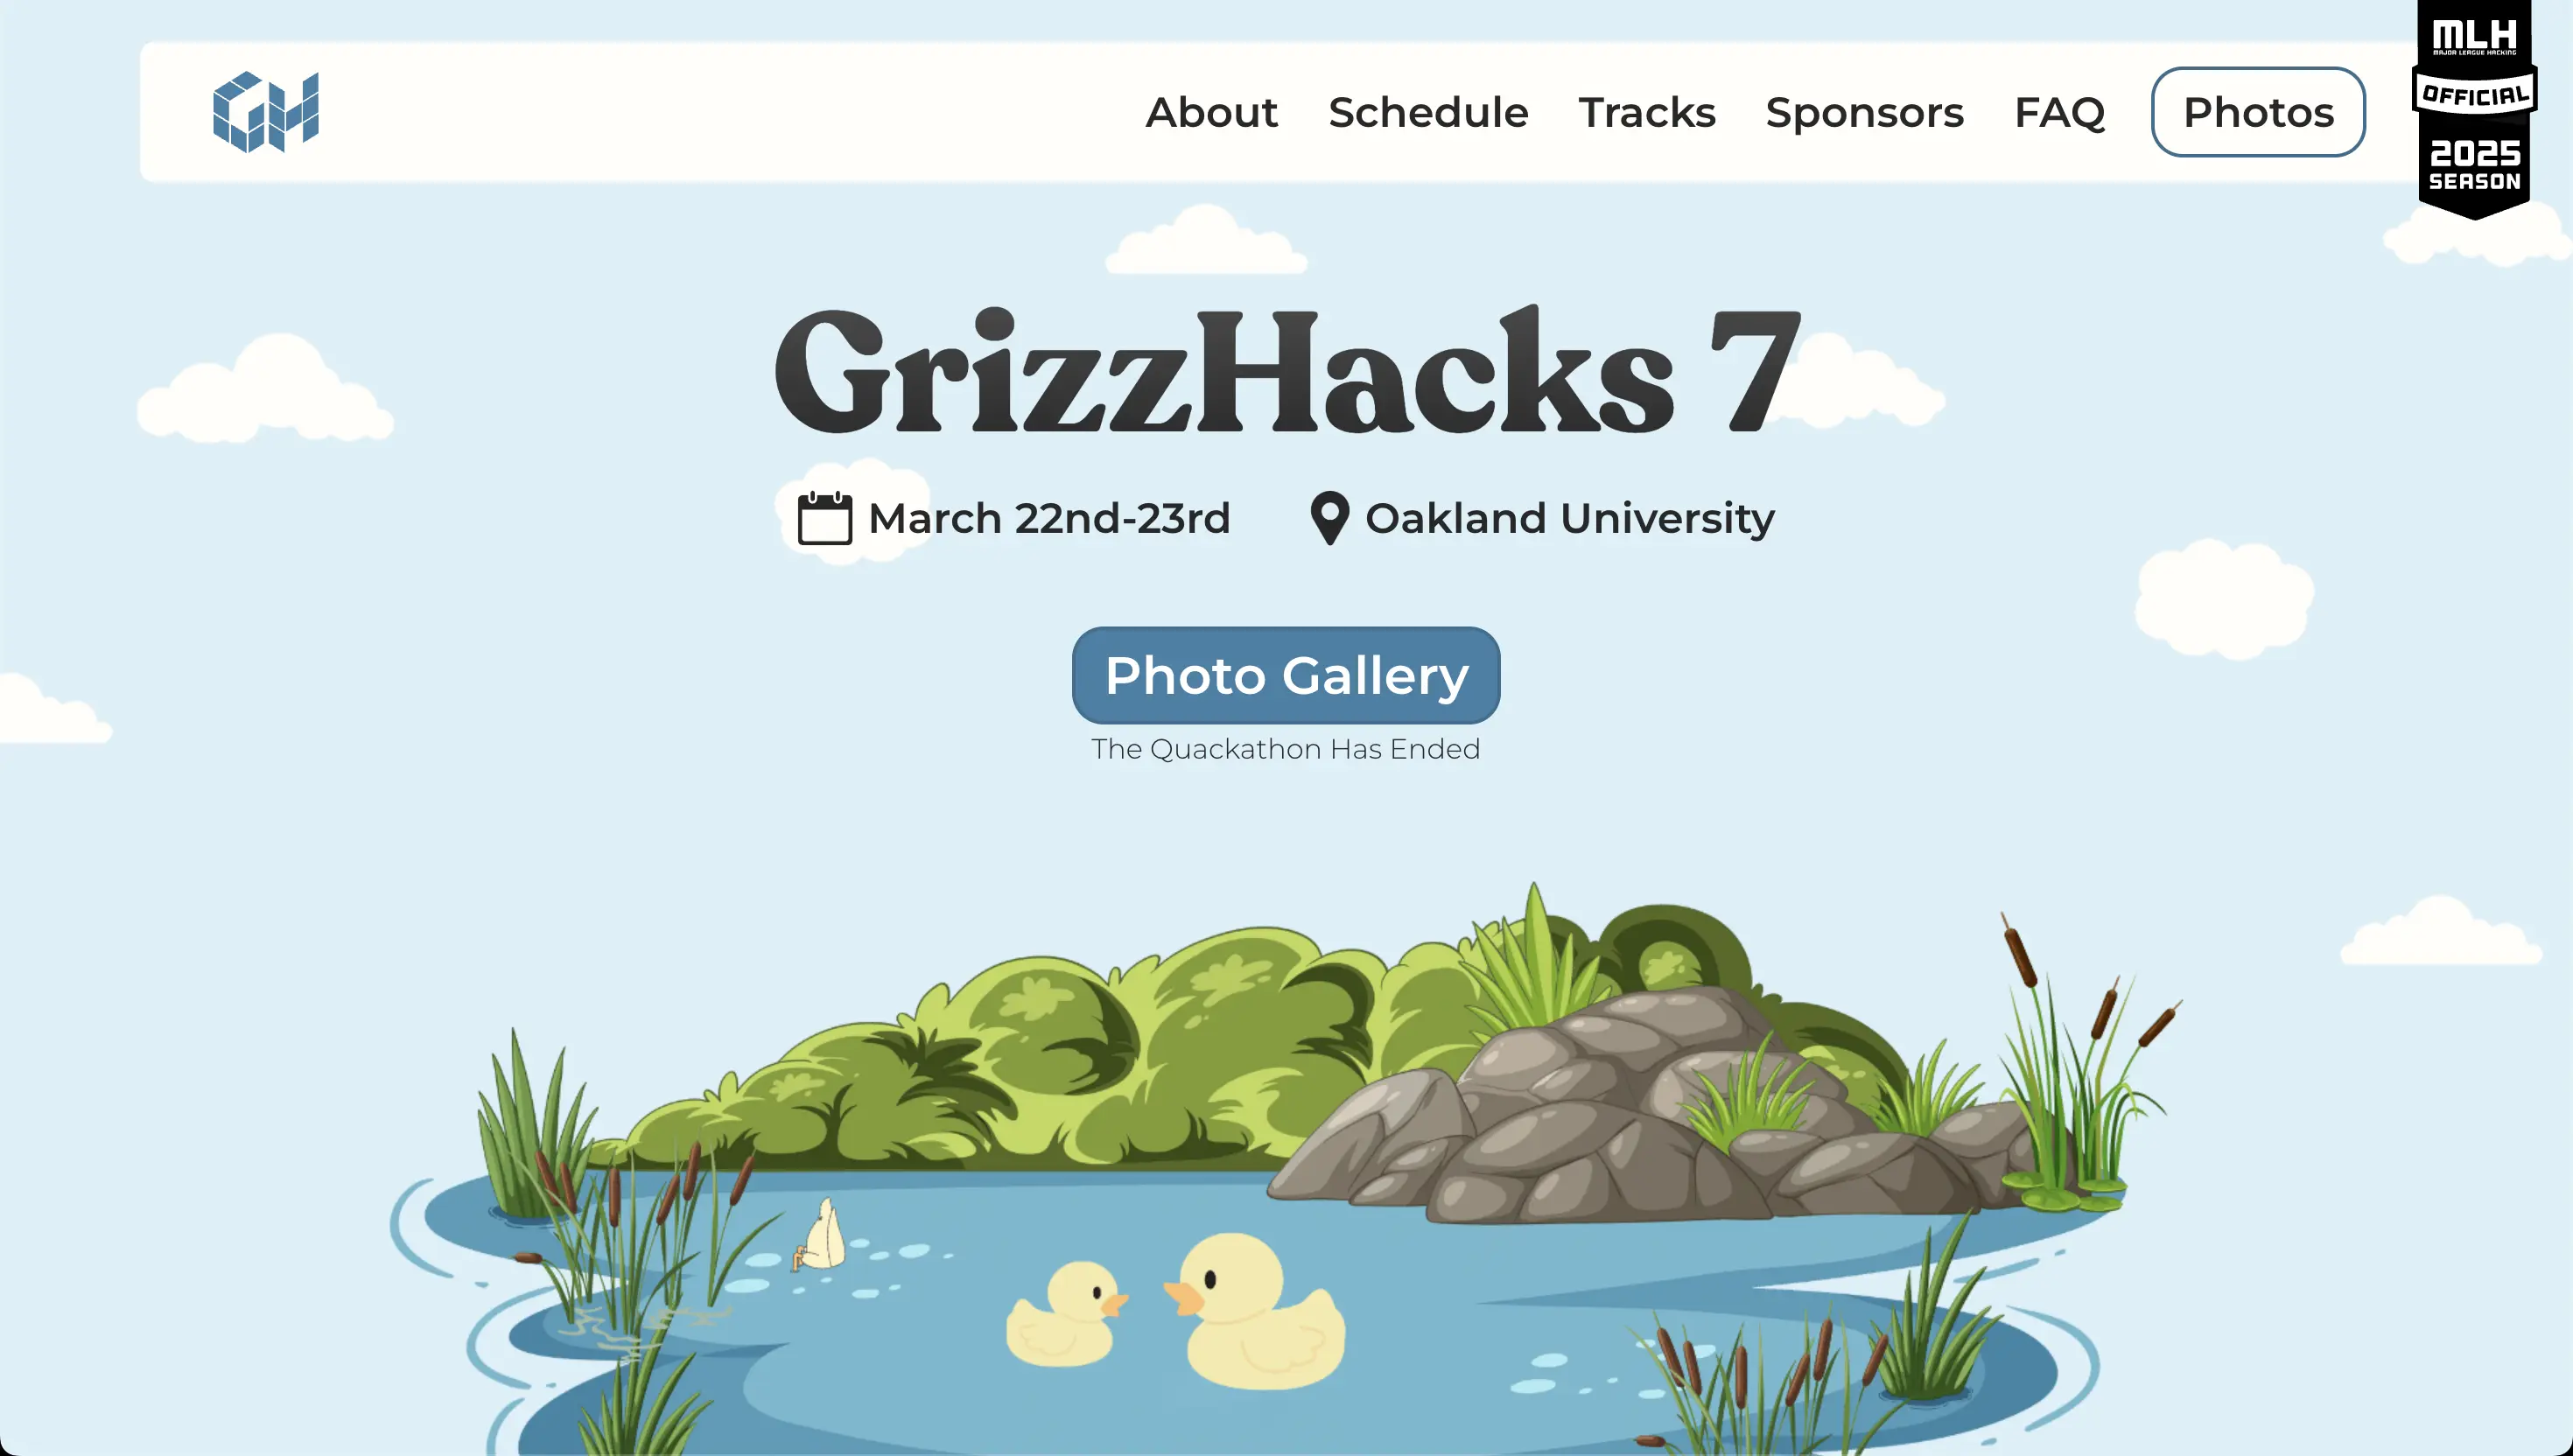 GH
About Schedule Tracks Sponsors FAQ Photos
MLH
MAJOR LEAGUE HACKING
OFFICIAL
2025
SEASON
GrizzHacks 7
March 22nd-23rd Oakland University
Photo Gallery
The Quackathon Has Ended